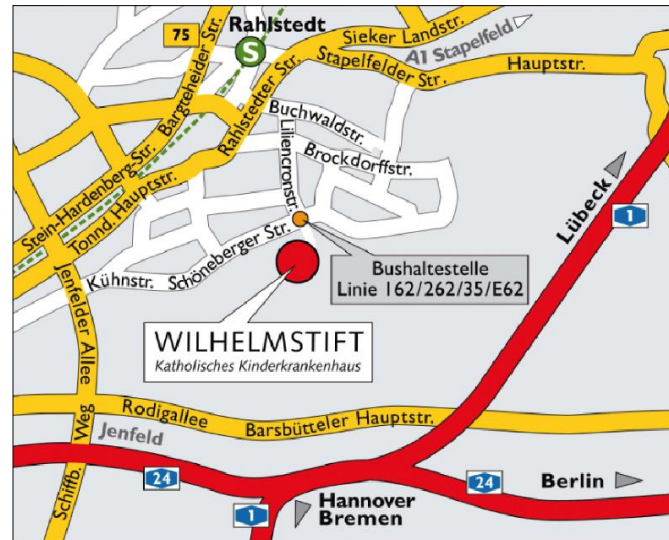 Rahlstedt
75
S
Bargteheider Str.
Sieker Landstr.
A1 Stapelfeld
Stapelfelder Str.
Hauptstr.
Rahlstedter Str.
Buchwaldstr.
Liliencronstr.
Brockdorffstr.
Stein-Hardenberg-Str.
Tonnd. Hauptstr.
Lübeck
1
Schöneberger Str.
Kühnstr.
Bushaltestelle
Linie 162/262/35/E62
Jenfelder Allee
WILHELMSTIFT
Katholisches Kinderkrankenhaus
Rodigallee
Barsbütteler Hauptstr.
Weg
Jenfeld
Schiffb.
24
24
Berlin
1
Hannover
Bremen